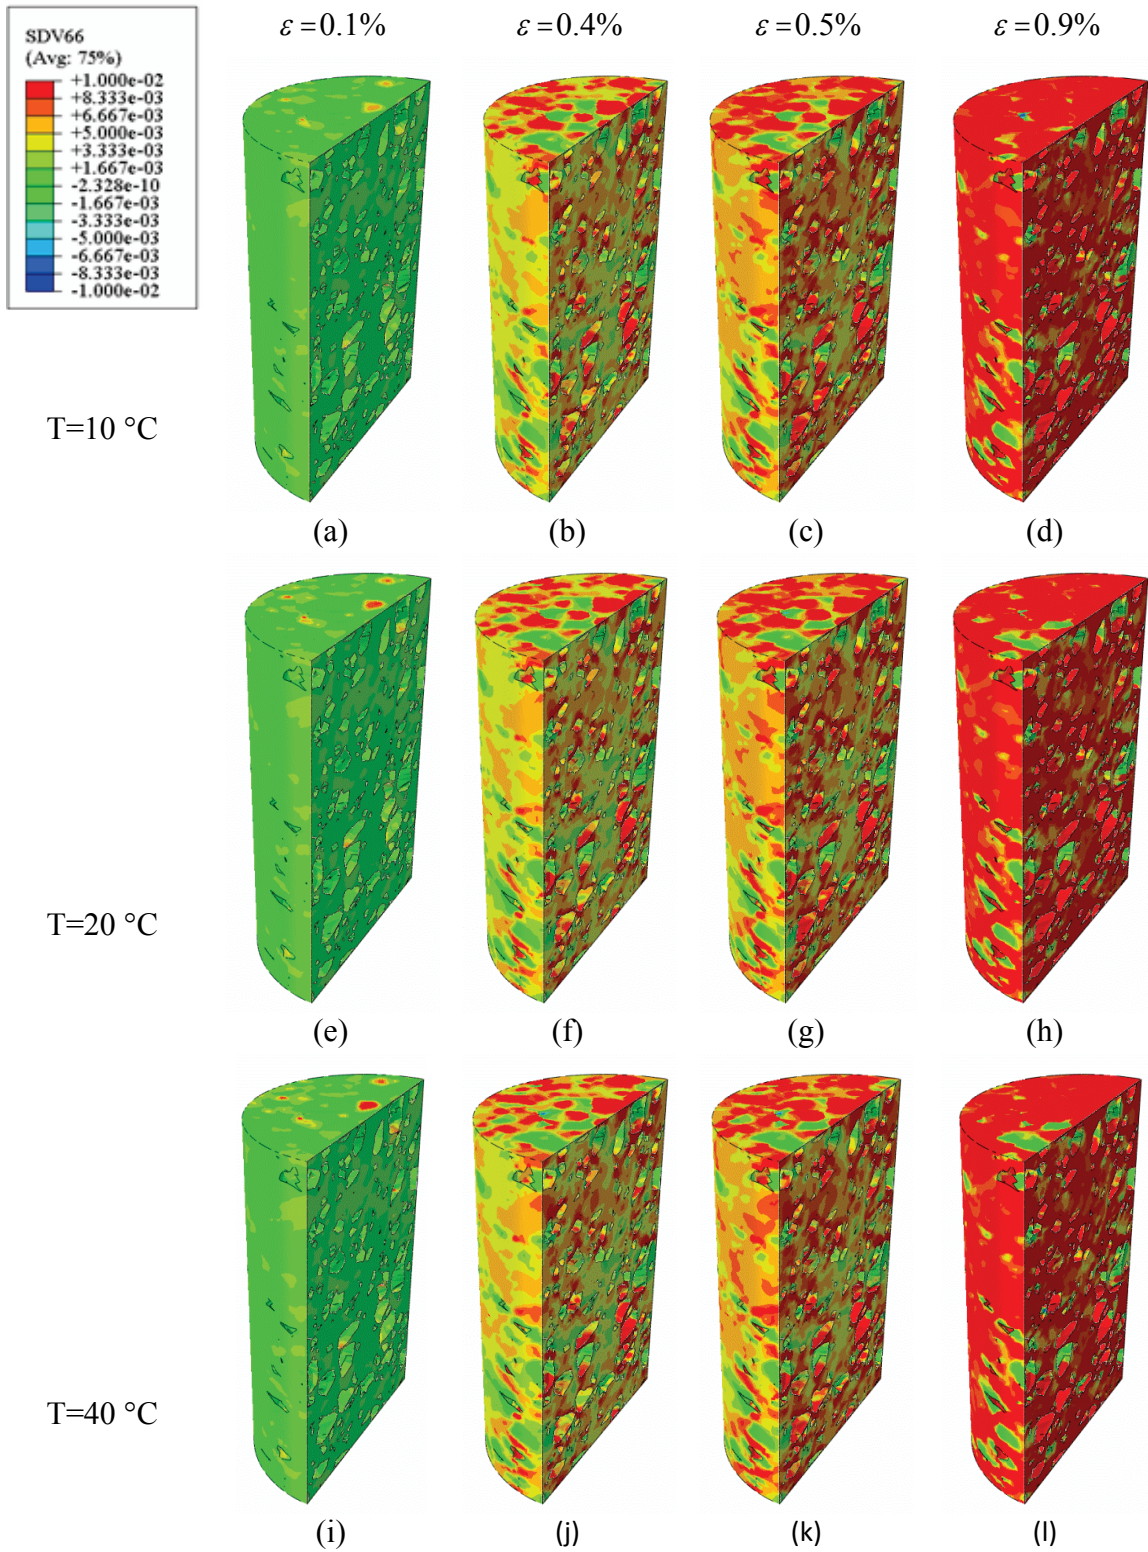 ε = 0.1% ε = 0.4% ε = 0.5% ε = 0.9%
SDV66
(Avg: 75%)
+1.000e-02
+8.333e-03
+6.667e-03
+5.000e-03
+3.333e-03
+1.667e-03
-2.328e-10
-1.667e-03
-3.333e-03
-5.000e-03
-6.667e-03
-8.333e-03
-1.000e-02
T=10 °C
(a) (b) (c) (d)
T=20 °C
(e) (f) (g) (h)
T=40 °C
(i) (j) (k) (l)